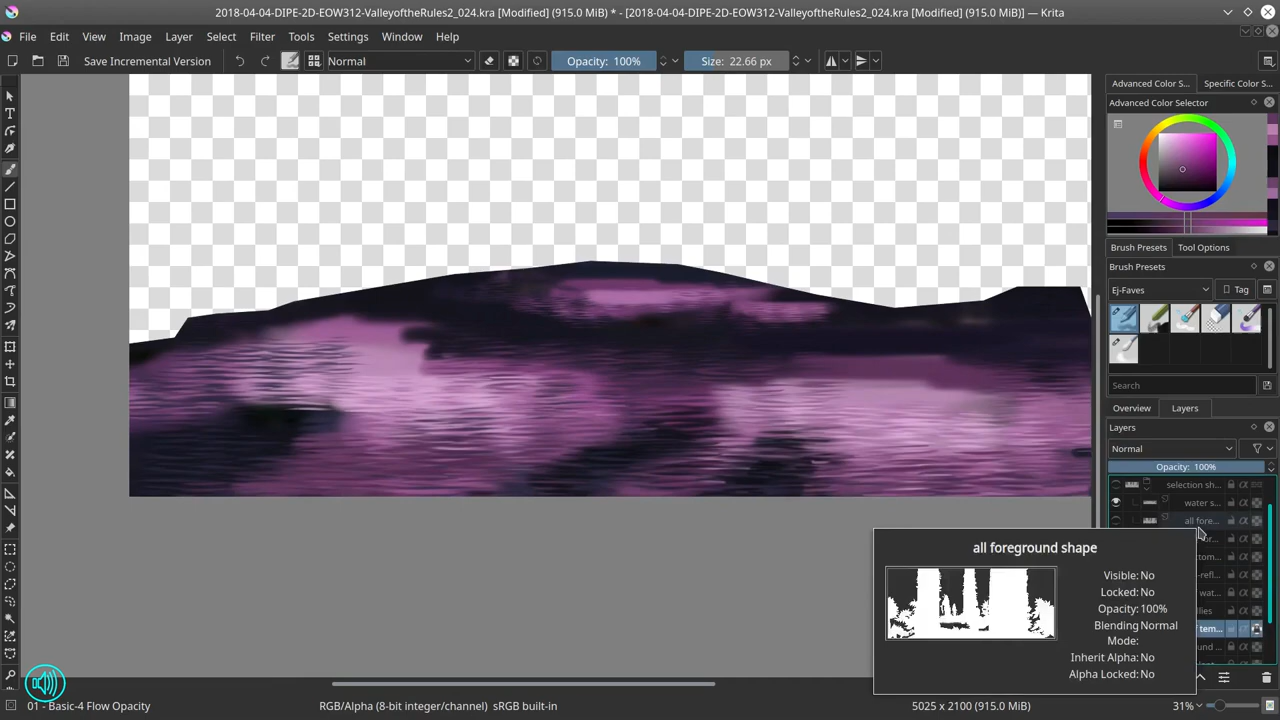 2018-04-04-DIPE-2D-EOW312-ValleyoftheRules2_024.kra [Modified] (915.0 MiB) * - [2018-04-04-DIPE-2D-EOW312-ValleyoftheRules2_024.kra [Modified] (915.0 MiB)] — Krita
File Edit View Image Layer Select Filter Tools Settings Window Help
Save Incremental Version Normal Opacity: 100% Size: 22.66 px
Advanced Color S... Specific Color S...
Advanced Color Selector
Brush Presets Tool Options
Brush Presets
Ej-Faves Tag
Search
Overview Layers
Layers
Normal
Opacity: 100%
selection sh...
water s...
all fore...
all foreground shape
Visible: No
Locked: No
Opacity: 100%
Blending Normal
Mode:
Inherit Alpha: No
Alpha Locked: No
01 - Basic-4 Flow Opacity RGB/Alpha (8-bit integer/channel) sRGB built-in 5025 x 2100 (915.0 MiB) 31%